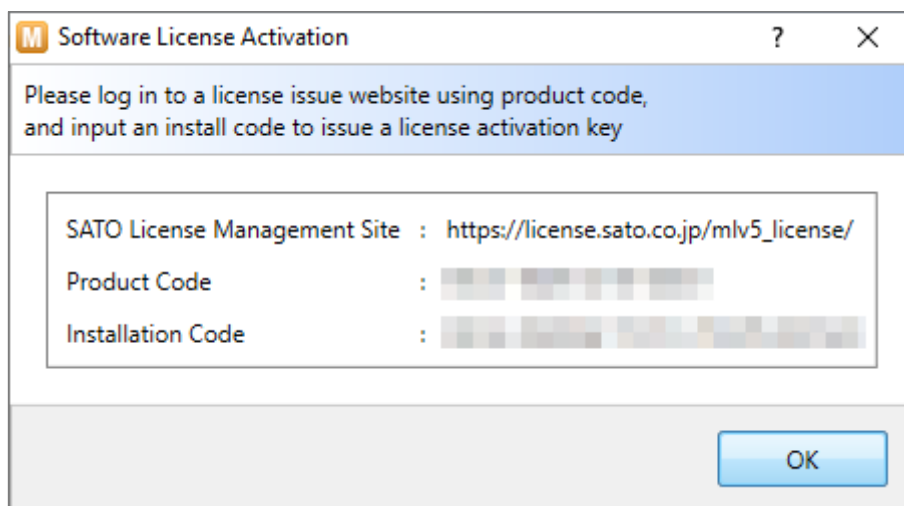 M Software License Activation ?
Please log in to a license issue website using product code,
and input an install code to issue a license activation key
SATO License Management Site : https://license.sato.co.jp/mlv5_license/
Product Code :
Installation Code :
OK